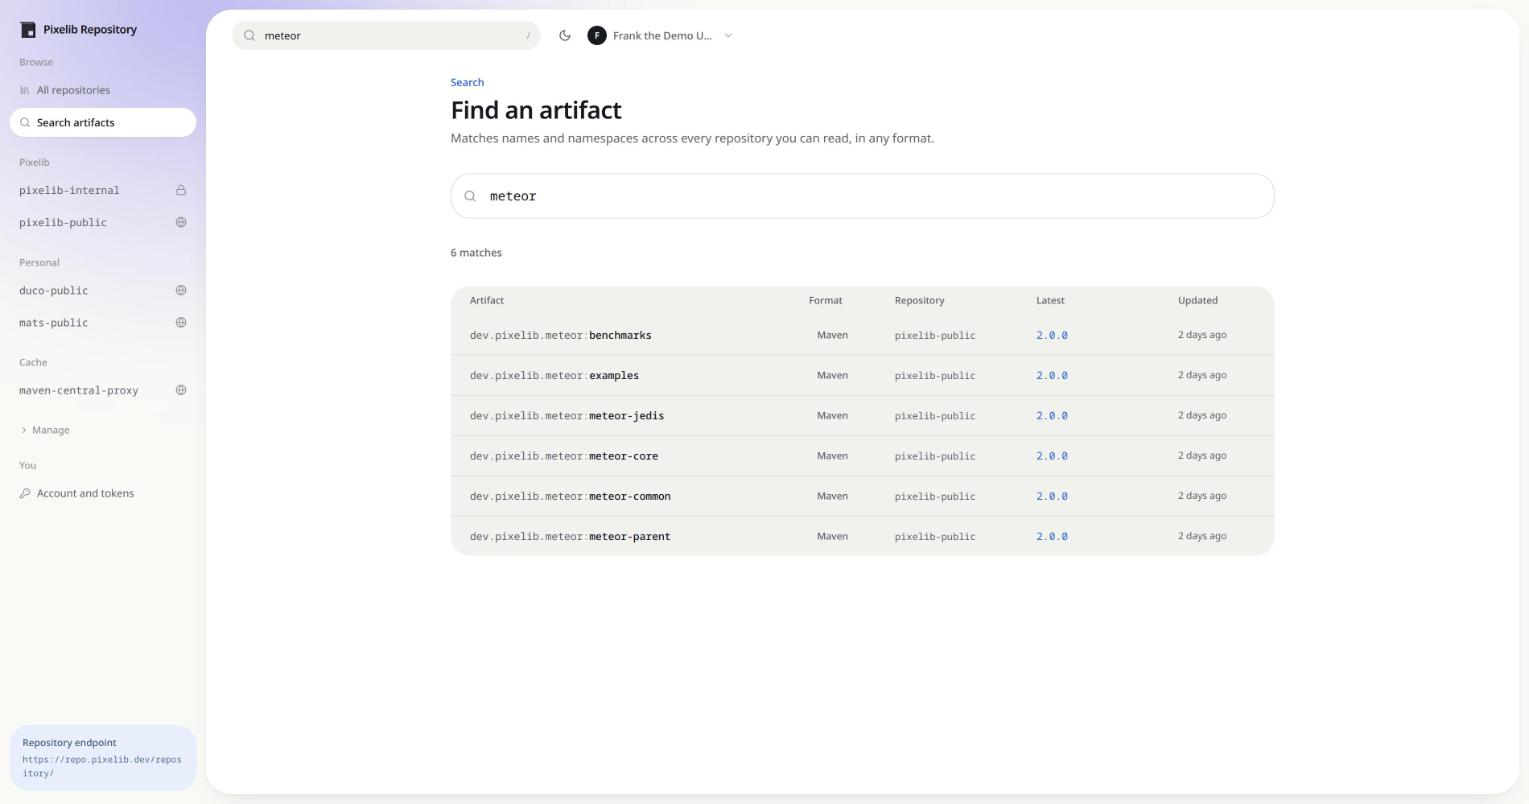 Pixelib Repository
Browse
All repositories
Search artifacts
Pixelib
pixelib-internal
pixelib-public
Personal
duco-public
mats-public
Cache
maven-central-proxy
Manage
You
Account and tokens
Repository endpoint
https://repo.pixelib.dev/repos
itory/
meteor /
F Frank the Demo U...
Search
Find an artifact
Matches names and namespaces across every repository you can read, in any format.
meteor
6 matches
Artifact Format Repository Latest Updated
dev.pixelib.meteor:benchmarks Maven pixelib-public 2.0.0 2 days ago
dev.pixelib.meteor:examples Maven pixelib-public 2.0.0 2 days ago
dev.pixelib.meteor:meteor-jedis Maven pixelib-public 2.0.0 2 days ago
dev.pixelib.meteor:meteor-core Maven pixelib-public 2.0.0 2 days ago
dev.pixelib.meteor:meteor-common Maven pixelib-public 2.0.0 2 days ago
dev.pixelib.meteor:meteor-parent Maven pixelib-public 2.0.0 2 days ago